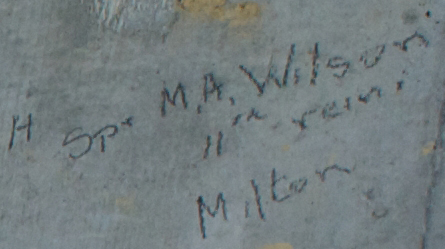 H Spr M.A. Wilson
11th reinf
Milton